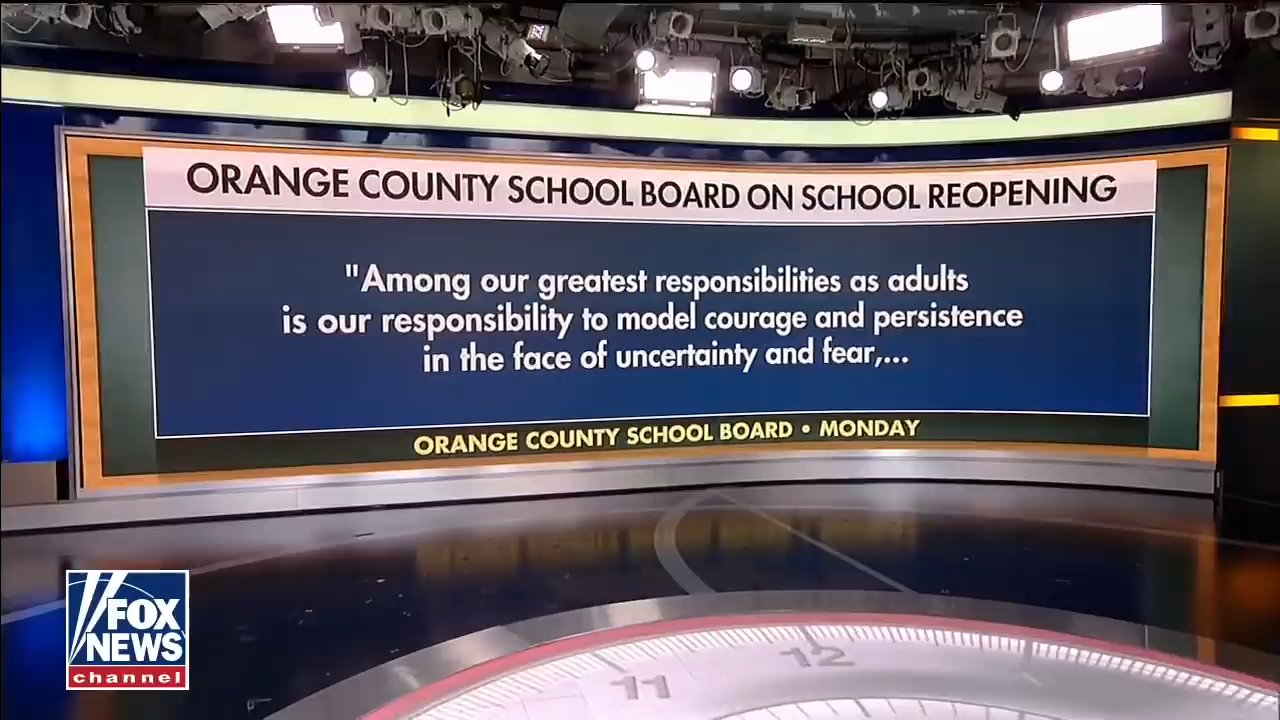 ORANGE COUNTY SCHOOL BOARD ON SCHOOL REOPENING
"Among our greatest responsibilities as adults
is our responsibility to model courage and persistence
in the face of uncertainty and fear,...
ORANGE COUNTY SCHOOL BOARD • MONDAY
FOX
NEWS
channel
12
11